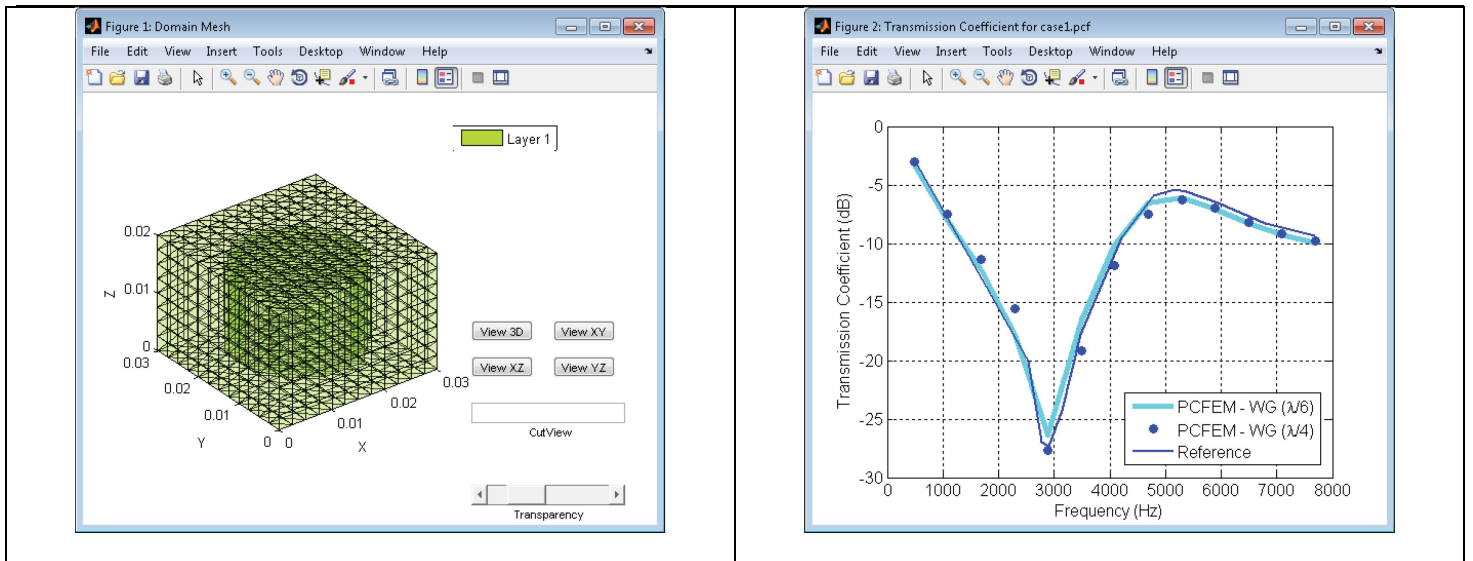 Figure 1: Domain Mesh
File Edit View Insert Tools Desktop Window Help
Layer 1
0.02
0.01
0
Z
0.03
0.02
0.01
0
Y
0
0.01
0.02
0.03
X
View 3D View XY
View XZ View YZ
CutView
Transparency
Figure 2: Transmission Coefficient for case1.pcf
File Edit View Insert Tools Desktop Window Help
Transmission Coefficient (dB)
0
-5
-10
-15
-20
-25
-30
PCFEM - WG (λ/6)
PCFEM - WG (λ/4)
Reference
0 1000 2000 3000 4000 5000 6000 7000 8000
Frequency (Hz)